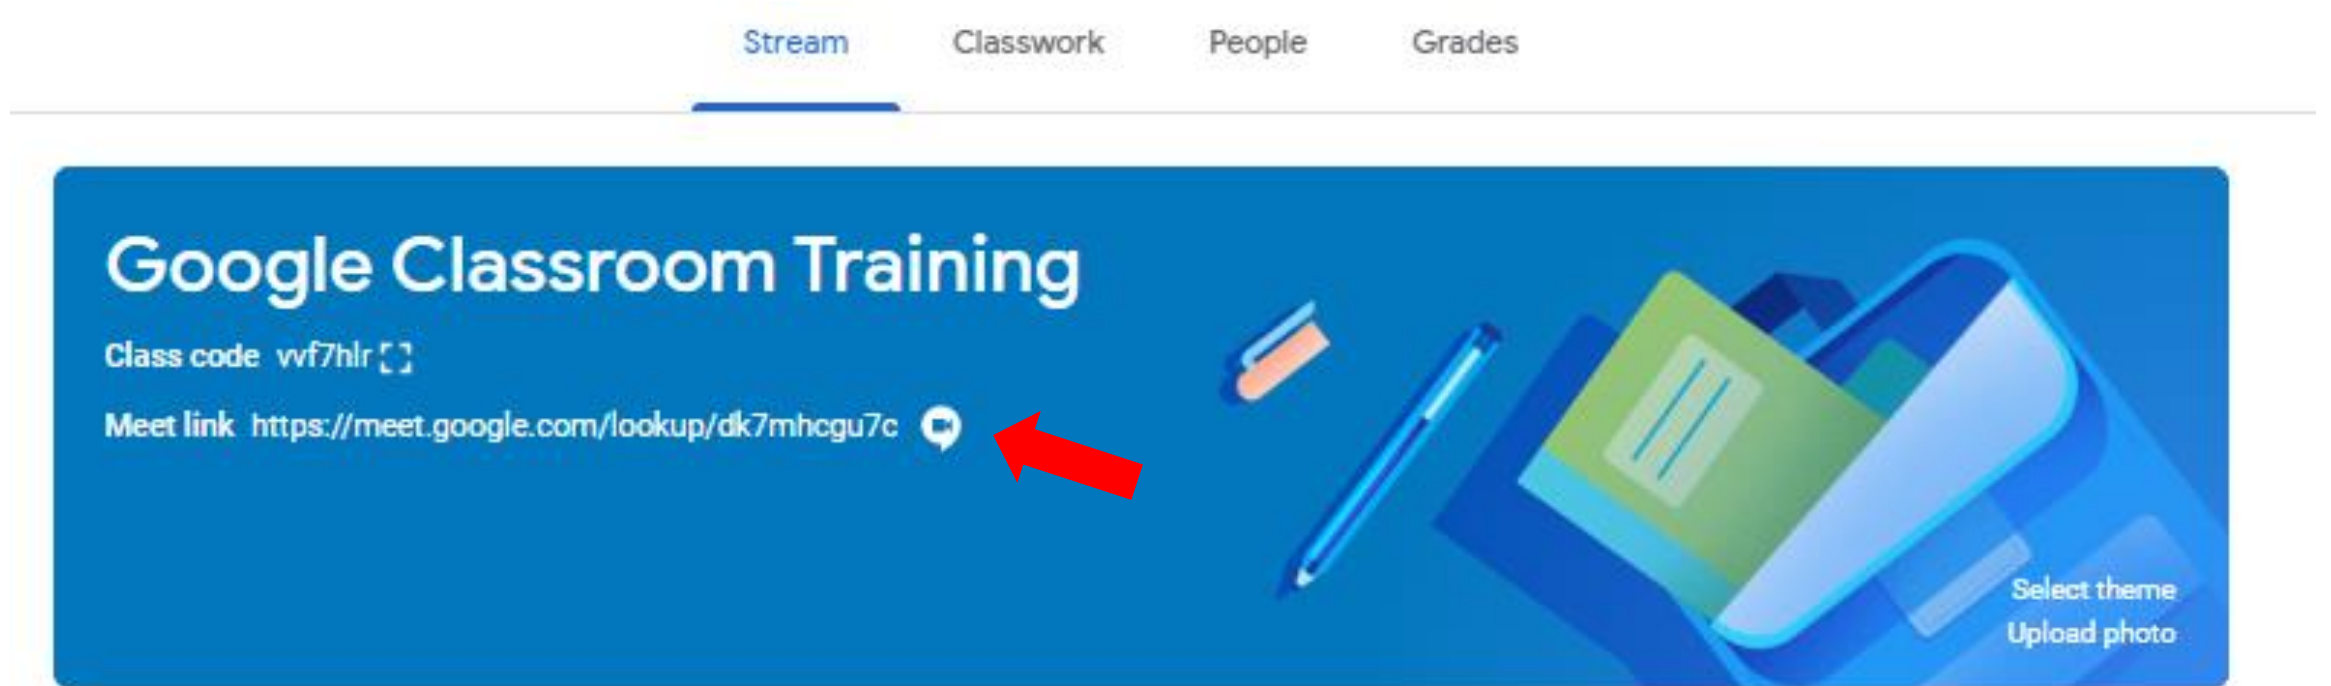 Stream Classwork People Grades
Google Classroom Training
Class code vvf7hlr
Meet link https://meet.google.com/lookup/dk7mhcgu7c
Select theme
Upload photo